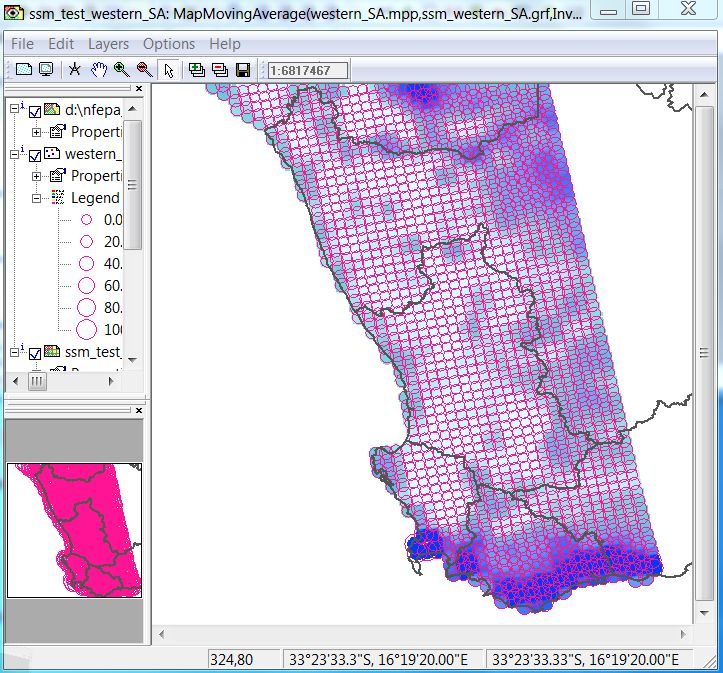 ssm_test_western_SA: MapMovingAverage(western_SA.mpp,ssm_western_SA.grf,Inv...
File Edit Layers Options Help
1:6817467
d:\nfepa_
Properti
western_
Properti
Legend
0.0
20.
40.
60.
80.
100
ssm_test_
324,80
33°23'33.3"S, 16°19'20.00"E
33°23'33.33"S, 16°19'20.00"E